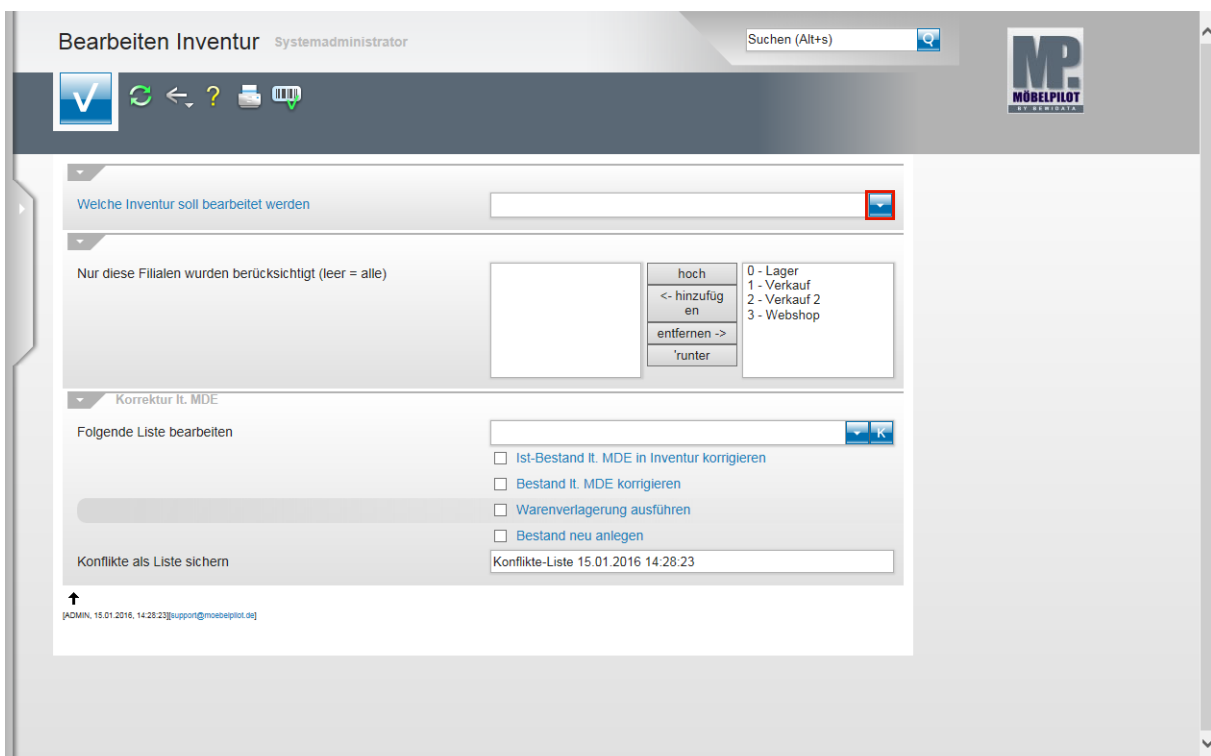 Bearbeiten Inventur Systemadministrator
Suchen (Alt+s)
MP.
MÖBELPILOT
BY BEMIDATA
Welche Inventur soll bearbeitet werden
Nur diese Filialen wurden berücksichtigt (leer = alle)
hoch
<- hinzufüg
en
entfernen ->
'runter
0 - Lager
1 - Verkauf
2 - Verkauf 2
3 - Webshop
Korrektur lt. MDE
Folgende Liste bearbeiten
K
Ist-Bestand lt. MDE in Inventur korrigieren
Bestand lt. MDE korrigieren
Warenverlagerung ausführen
Bestand neu anlegen
Konflikte als Liste sichern
Konflikte-Liste 15.01.2016 14:28:23
[ADMIN, 15.01.2016, 14:28:23][support@moebelpilot.de]